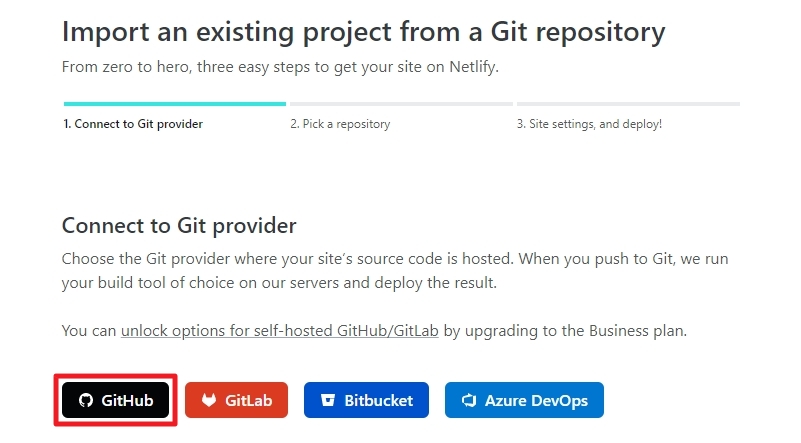 Import an existing project from a Git repository
From zero to hero, three easy steps to get your site on Netlify.
1. Connect to Git provider
2. Pick a repository
3. Site settings, and deploy!
Connect to Git provider
Choose the Git provider where your site’s source code is hosted. When you push to Git, we run
your build tool of choice on our servers and deploy the result.
You can unlock options for self-hosted GitHub/GitLab by upgrading to the Business plan.
GitHub
GitLab
Bitbucket
Azure DevOps